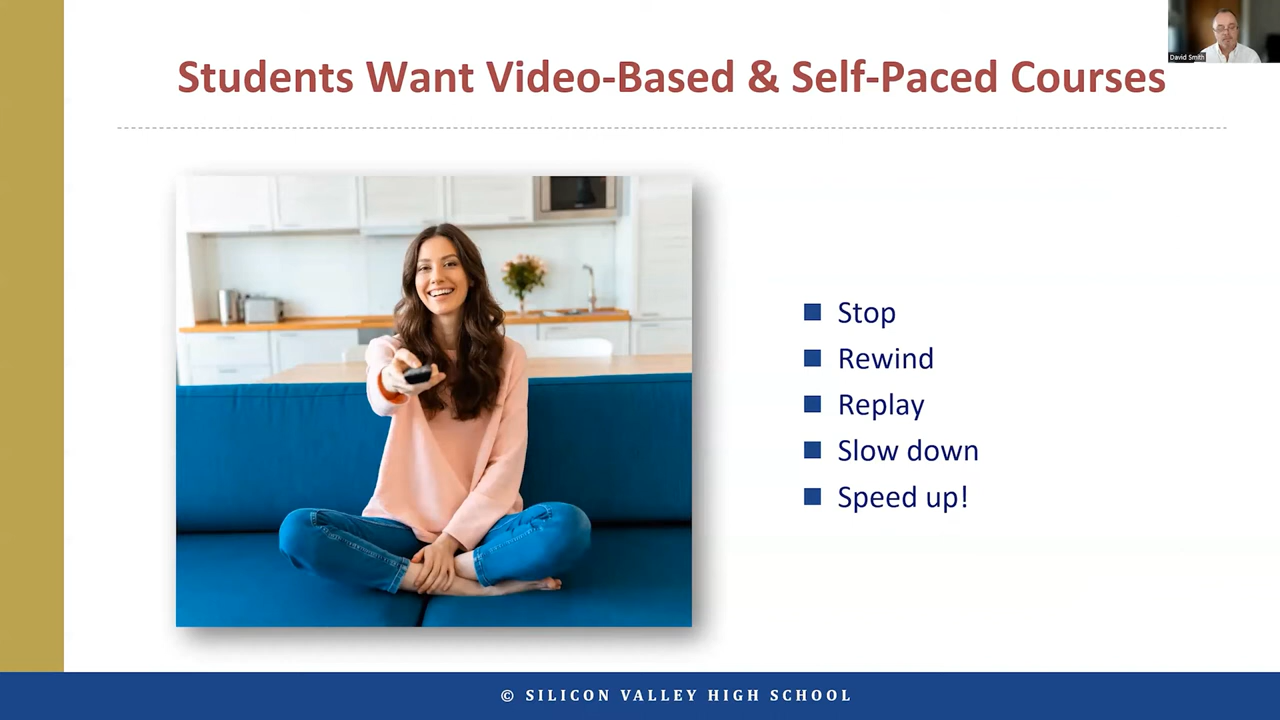 Students Want Video-Based & Self-Paced Courses
David Smith
Stop
Rewind
Replay
Slow down
Speed up!
© SILICON VALLEY HIGH SCHOOL